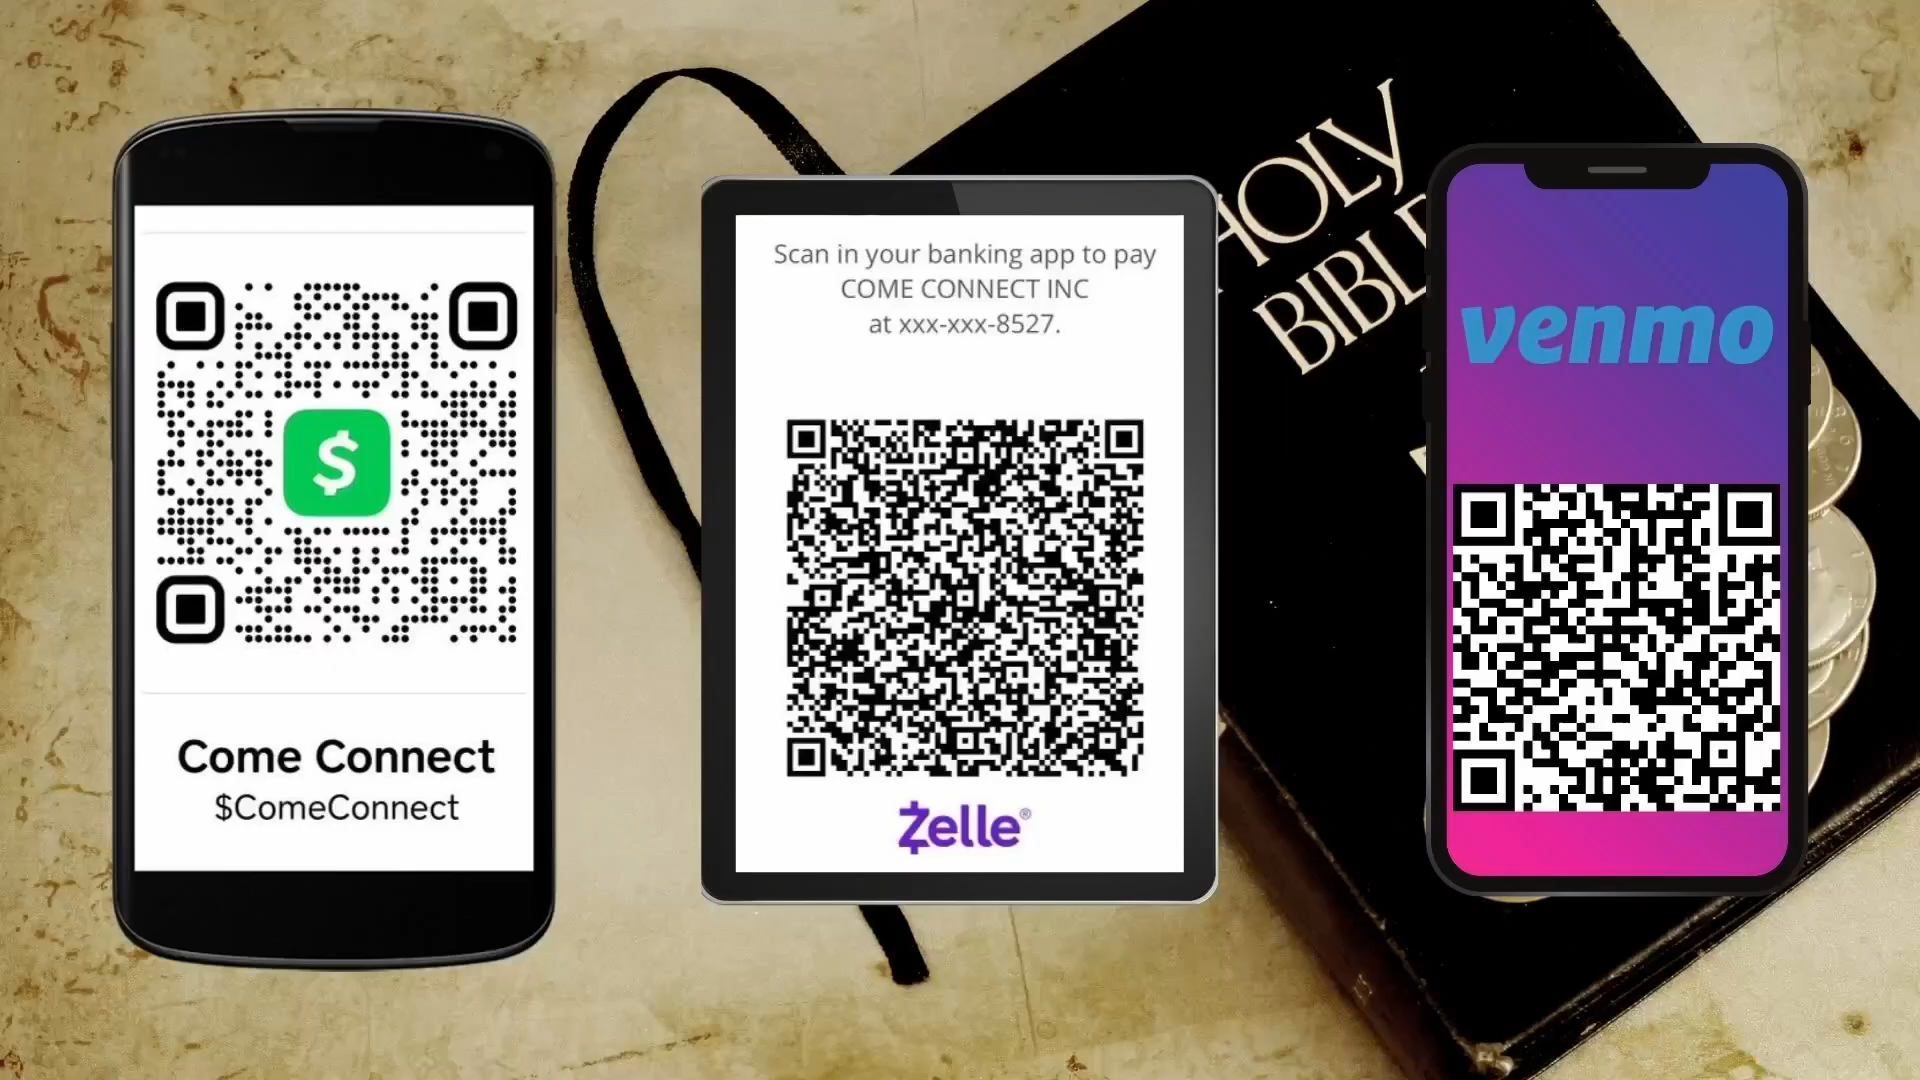 Come Connect
$ComeConnect
Scan in your banking app to pay
COME CONNECT INC
at xxx-xxx-8527.
Zelle®
HOLY
BIBLE
venmo